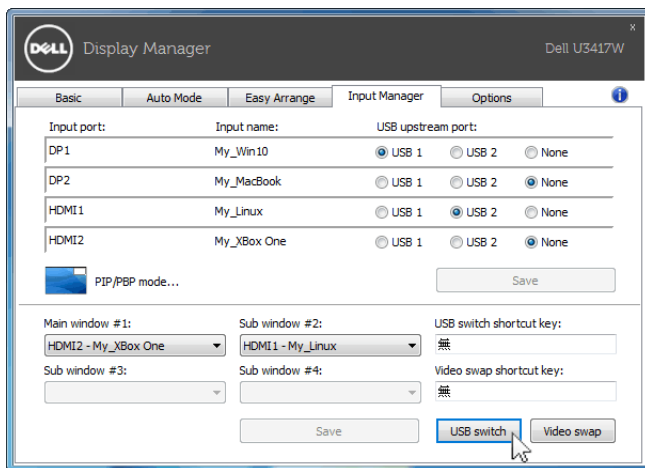 DELL Display Manager Dell U3417W x
Basic Auto Mode Easy Arrange Input Manager Options i
Input port: Input name: USB upstream port:
DP1 My_Win10 USB 1 USB 2 None
DP2 My_MacBook USB 1 USB 2 None
HDMI1 My_Linux USB 1 USB 2 None
HDMI2 My_XBox One USB 1 USB 2 None
PIP/PBP mode... Save
Main window #1: Sub window #2: USB switch shortcut key:
HDMI2 - My_XBox One HDMI1 - My_Linux 無
Sub window #3: Sub window #4: Video swap shortcut key:
無
Save USB switch Video swap